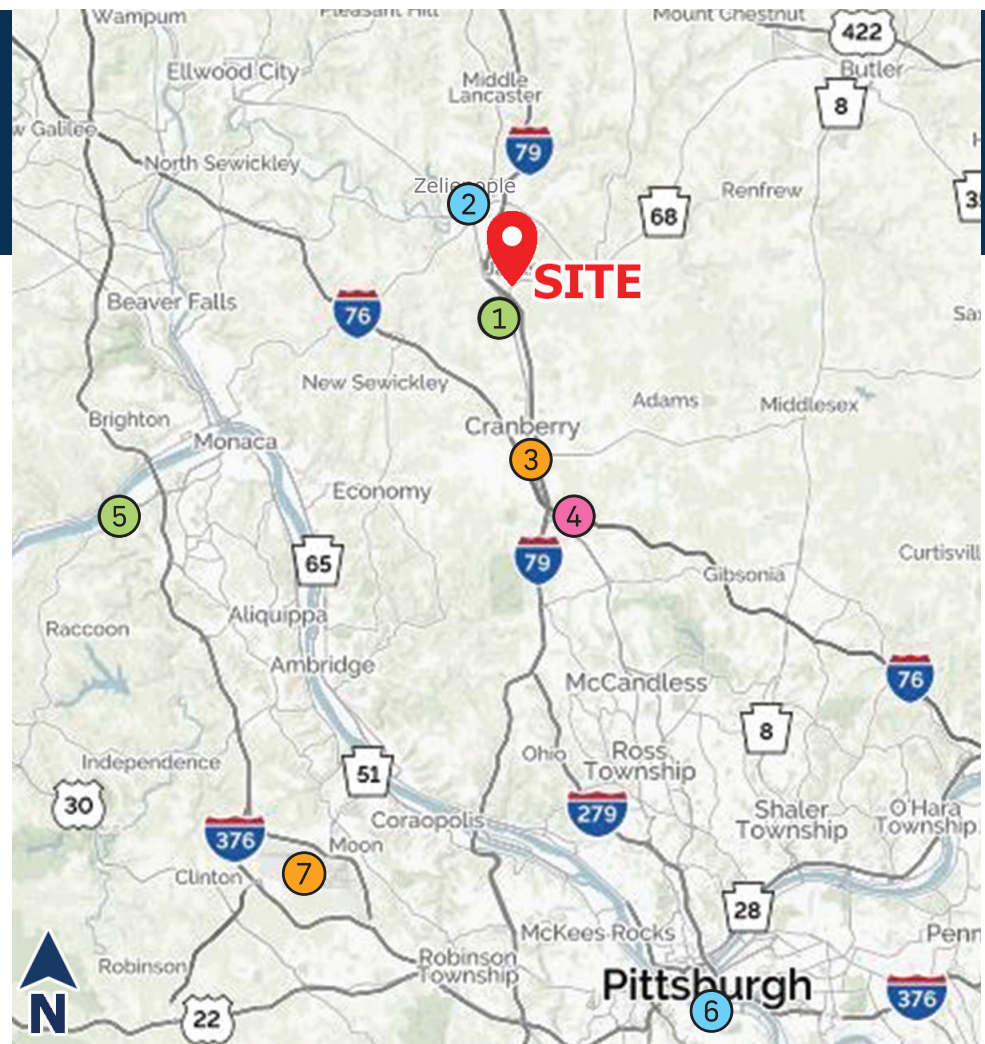 Wampum
Pleasant Hill
Mount Chestnut
422
Ellwood City
Butler
Middle
Lancaster
8
w Galilee
79
North Sewickley
Zelienople
Renfrew
2
68
SITE
Beaver Falls
76
1
New Sewickley
Adams
Middlesex
Brighton
Cranberry
Monaca
3
Economy
5
4
79
65
Curtisvill
Gibsonia
Aliquippa
Raccoon
Ambridge
McCandless
76
8
Ohio
Ross
Township
Independence
51
30
279
Shaler
Township
O'Hara
Township
Coraopolis
376
Moon
7
Clinton
28
McKees Rocks
Penn
Robinson
Robinson
Township
Pittsburgh
376
6
22
N